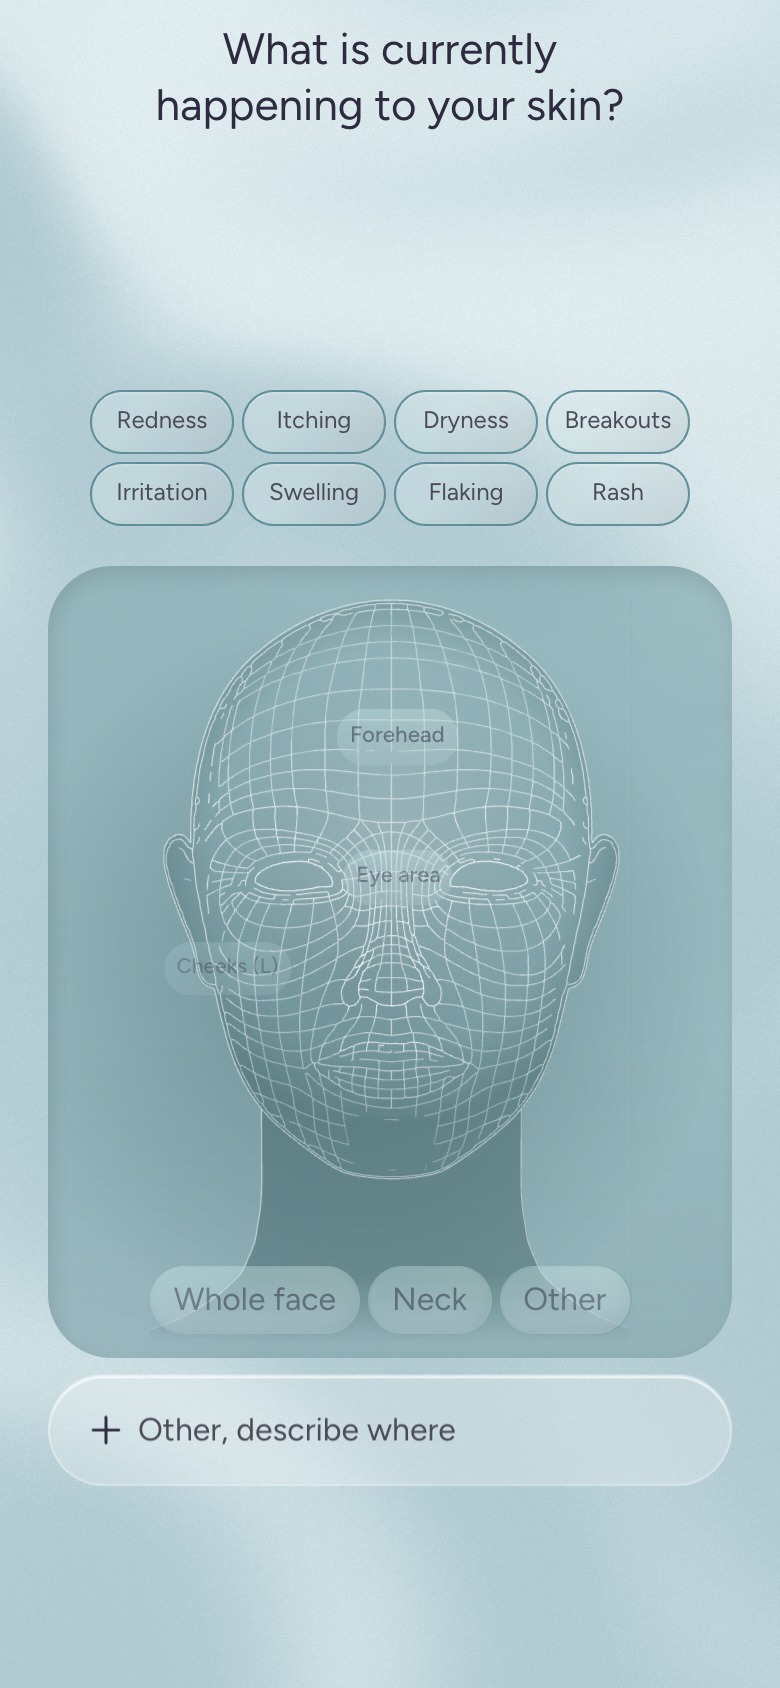 What is currently
happening to your skin?
Redness Itching Dryness Breakouts
Irritation Swelling Flaking Rash
Forehead
Eye area
Cheeks (L)
Whole face Neck Other
+ Other, describe where